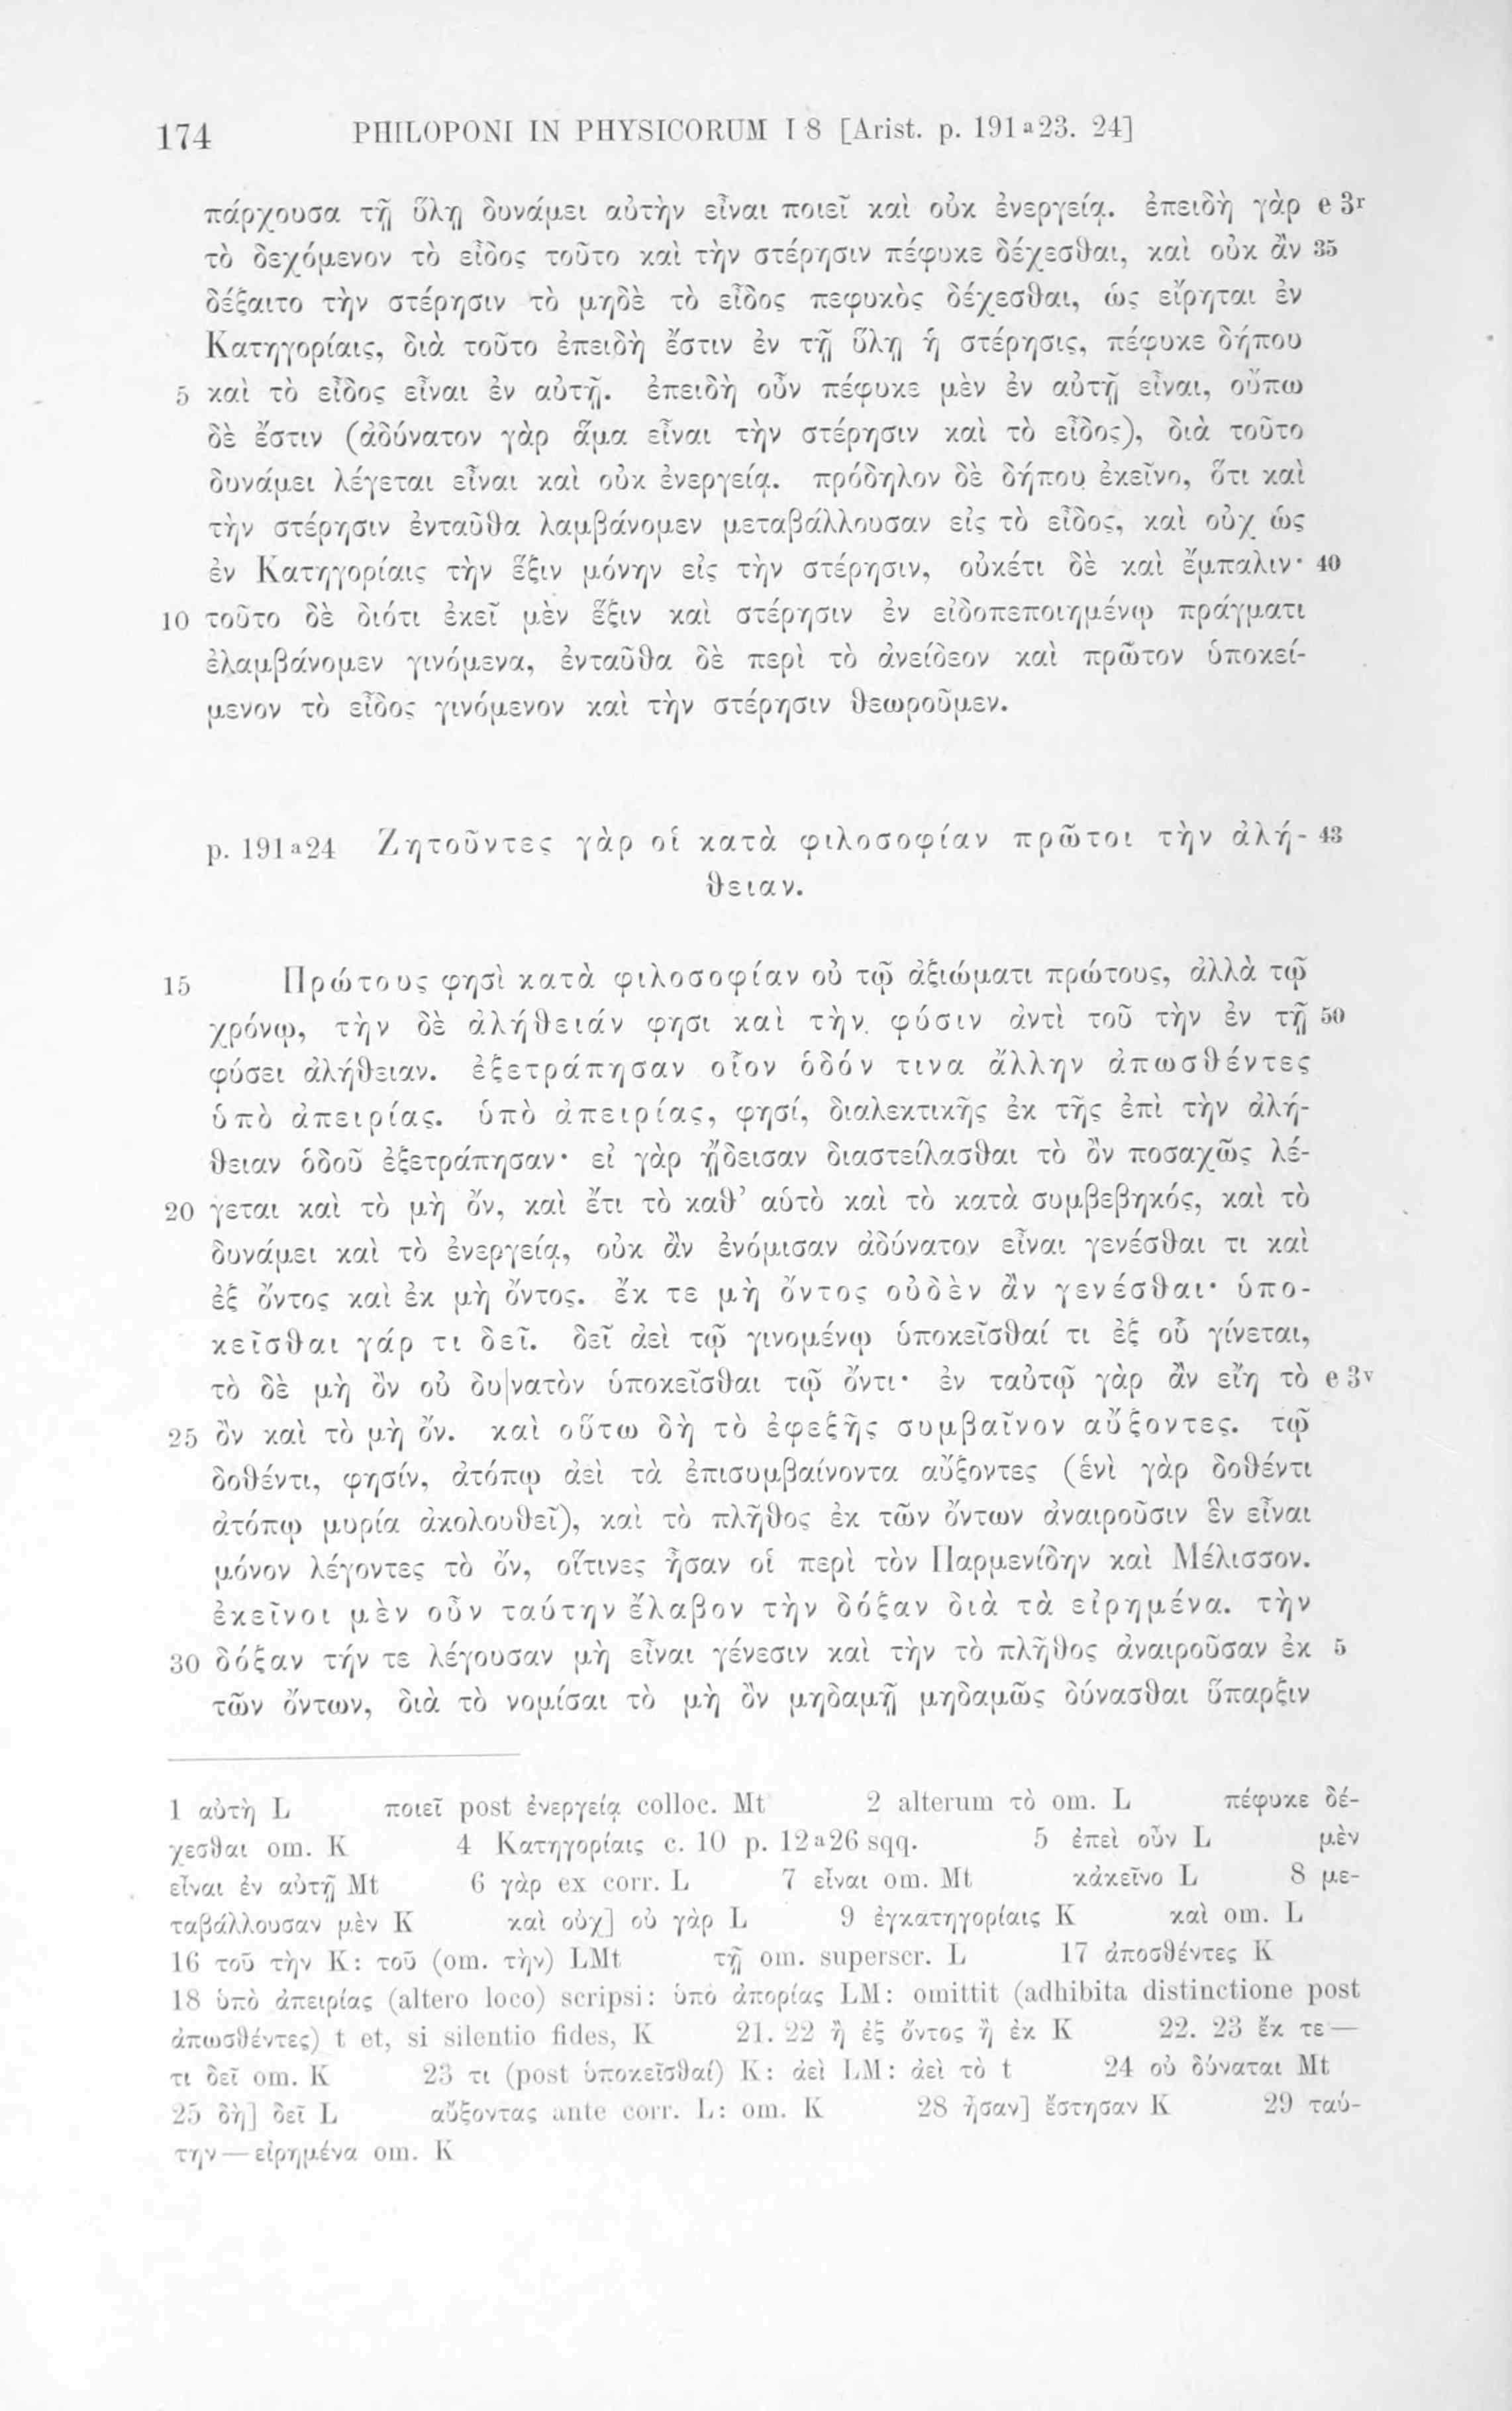 174 PHILOPONI IN PHYSICORUM I 8 [Arist. p. 191 a 23. 24]
πάρχουσα τῇ ὕλῃ δυνάμει αὐτὴν εἶναι ποιεῖ καὶ οὐκ ἐνεργείᾳ. ἐπειδὴ γὰρ e 3r
τὸ δεχόμενον τὸ εἶδος τοῦτο καὶ τὴν στέρησιν πέφυκε δέχεσθαι, καὶ οὐκ ἂν 35
δέξαιτο τὴν στέρησιν τὸ μηδὲ τὸ εἶδος πεφυκὸς δέχεσθαι, ὡς εἴρηται ἐν
Κατηγορίαις, διὰ τοῦτο ἐπειδὴ ἔστιν ἐν τῇ ὕλῃ ἡ στέρησις, πέφυκε δήπου
5 καὶ τὸ εἶδος εἶναι ἐν αὐτῇ. ἐπειδὴ οὖν πέφυκε μὲν ἐν αὐτῇ εἶναι, οὔπω
δὲ ἔστιν (ἀδύνατον γὰρ ἅμα εἶναι τὴν στέρησιν καὶ τὸ εἶδος), διὰ τοῦτο
δυνάμει λέγεται εἶναι καὶ οὐκ ἐνεργείᾳ. πρόδηλον δὲ δήπου ἐκεῖνο, ὅτι καὶ
τὴν στέρησιν ἐνταῦθα λαμβάνομεν μεταβάλλουσαν εἰς τὸ εἶδος, καὶ οὐχ ὡς
ἐν Κατηγορίαις τὴν ἕξιν μόνην εἰς τὴν στέρησιν, οὐκέτι δὲ καὶ ἔμπαλιν· 40
10 τοῦτο δὲ διότι ἐκεῖ μὲν ἕξιν καὶ στέρησιν ἐν εἰδοπεποιημένῳ πράγματι
ἐλαμβάνομεν γινόμενα, ἐνταῦθα δὲ περὶ τὸ ἀνείδεον καὶ πρῶτον ὑποκεί-
μενον τὸ εἶδος γινόμενον καὶ τὴν στέρησιν θεωροῦμεν.
p. 191 a 24 Ζητοῦντες γὰρ οἱ κατὰ φιλοσοφίαν πρῶτοι τὴν ἀλή- 43
θειαν.
15 Πρώτους φησὶ κατὰ φιλοσοφίαν οὐ τῷ ἀξιώματι πρώτους, ἀλλὰ τῷ
χρόνῳ, τὴν δὲ ἀλήθειάν φησι καὶ τὴν φύσιν ἀντὶ τοῦ τὴν ἐν τῇ 50
φύσει ἀλήθειαν. ἐξετράπησαν οἷον ὁδόν τινα ἄλλην ἀπωσθέντες
ὑπὸ ἀπειρίας. ὑπὸ ἀπειρίας, φησί, διαλεκτικῆς ἐκ τῆς ἐπὶ τὴν ἀλή-
θειαν ὁδοῦ ἐξετράπησαν· εἰ γὰρ ᾔδεισαν διαστείλασθαι τὸ ὂν ποσαχῶς λέ-
20 γεται καὶ τὸ μὴ ὄν, καὶ ἔτι τὸ καθ’ αὑτὸ καὶ τὸ κατὰ συμβεβηκός, καὶ τὸ
δυνάμει καὶ τὸ ἐνεργείᾳ, οὐκ ἂν ἐνόμισαν ἀδύνατον εἶναι γενέσθαι τι καὶ
ἐξ ὄντος καὶ ἐκ μὴ ὄντος. ἔκ τε μὴ ὄντος οὐδὲν ἂν γενέσθαι· ὑπο-
κεῖσθαι γάρ τι δεῖ. δεῖ ἀεὶ τῷ γινομένῳ ὑποκεῖσθαί τι ἐξ οὗ γίνεται,
τὸ δὲ μὴ ὂν οὐ δυ|νατὸν ὑποκεῖσθαι τῷ ὄντι· ἐν ταὐτῷ γὰρ ἂν εἴη τὸ e 3v
25 ὂν καὶ τὸ μὴ ὄν. καὶ οὕτω δὴ τὸ ἐφεξῆς συμβαῖνον αὔξοντες. τῷ
δοθέντι, φησίν, ἀτόπῳ ἀεὶ τὰ ἐπισυμβαίνοντα αὔξοντες (ἑνὶ γὰρ δοθέντι
ἀτόπῳ μυρία ἀκολουθεῖ), καὶ τὸ πλῆθος ἐκ τῶν ὄντων ἀναιροῦσιν ἓν εἶναι
μόνον λέγοντες τὸ ὄν, οἵτινες ἦσαν οἱ περὶ τὸν Παρμενίδην καὶ Μέλισσον.
ἐκεῖνοι μὲν οὖν ταύτην ἔλαβον τὴν δόξαν διὰ τὰ εἰρημένα. τὴν
30 δόξαν τήν τε λέγουσαν μὴ εἶναι γένεσιν καὶ τὴν τὸ πλῆθος ἀναιροῦσαν ἐκ 5
τῶν ὄντων, διὰ τὸ νομίσαι τὸ μὴ ὂν μηδαμῇ μηδαμῶς δύνασθαι ὕπαρξιν
1 αὐτὴ L ποιεῖ post ἐνεργείᾳ colloc. Mt 2 alterum τὸ om. L πέφυκε δέ-
χεσθαι om. K 4 Κατηγορίαις c. 10 p. 12 a 26 sqq. 5 ἐπεὶ οὖν L μὲν
εἶναι ἐν αὐτῇ Mt 6 γὰρ ex corr. L 7 εἶναι om. Mt κἀκεῖνο L 8 με-
ταβάλλουσαν μὲν K καὶ οὐχ] οὐ γὰρ L 9 ἐγκατηγορίαις K καὶ om. L
16 τοῦ τὴν K: τοῦ (om. τὴν) LMt τῇ om. superscr. L 17 ἀποσθέντες K
18 ὑπὸ ἀπειρίας (altero loco) scripsi: ὑπὸ ἀπορίας LM: omittit (adhibita distinctione post
ἀπωσθέντες) t et, si silentio fides, K 21. 22 ἢ ἐξ ὄντος ἢ ἐκ K 22. 23 ἔκ τε —
τι δεῖ om. K 23 τι (post ὑποκεῖσθαί) K: ἀεὶ LM: ἀεὶ τὸ t 24 οὐ δύναται Mt
25 δὴ] δεῖ L αὔξοντας ante corr. L: om. K 28 ἦσαν] ἔστησαν K 29 ταύ-
την — εἰρημένα om. K